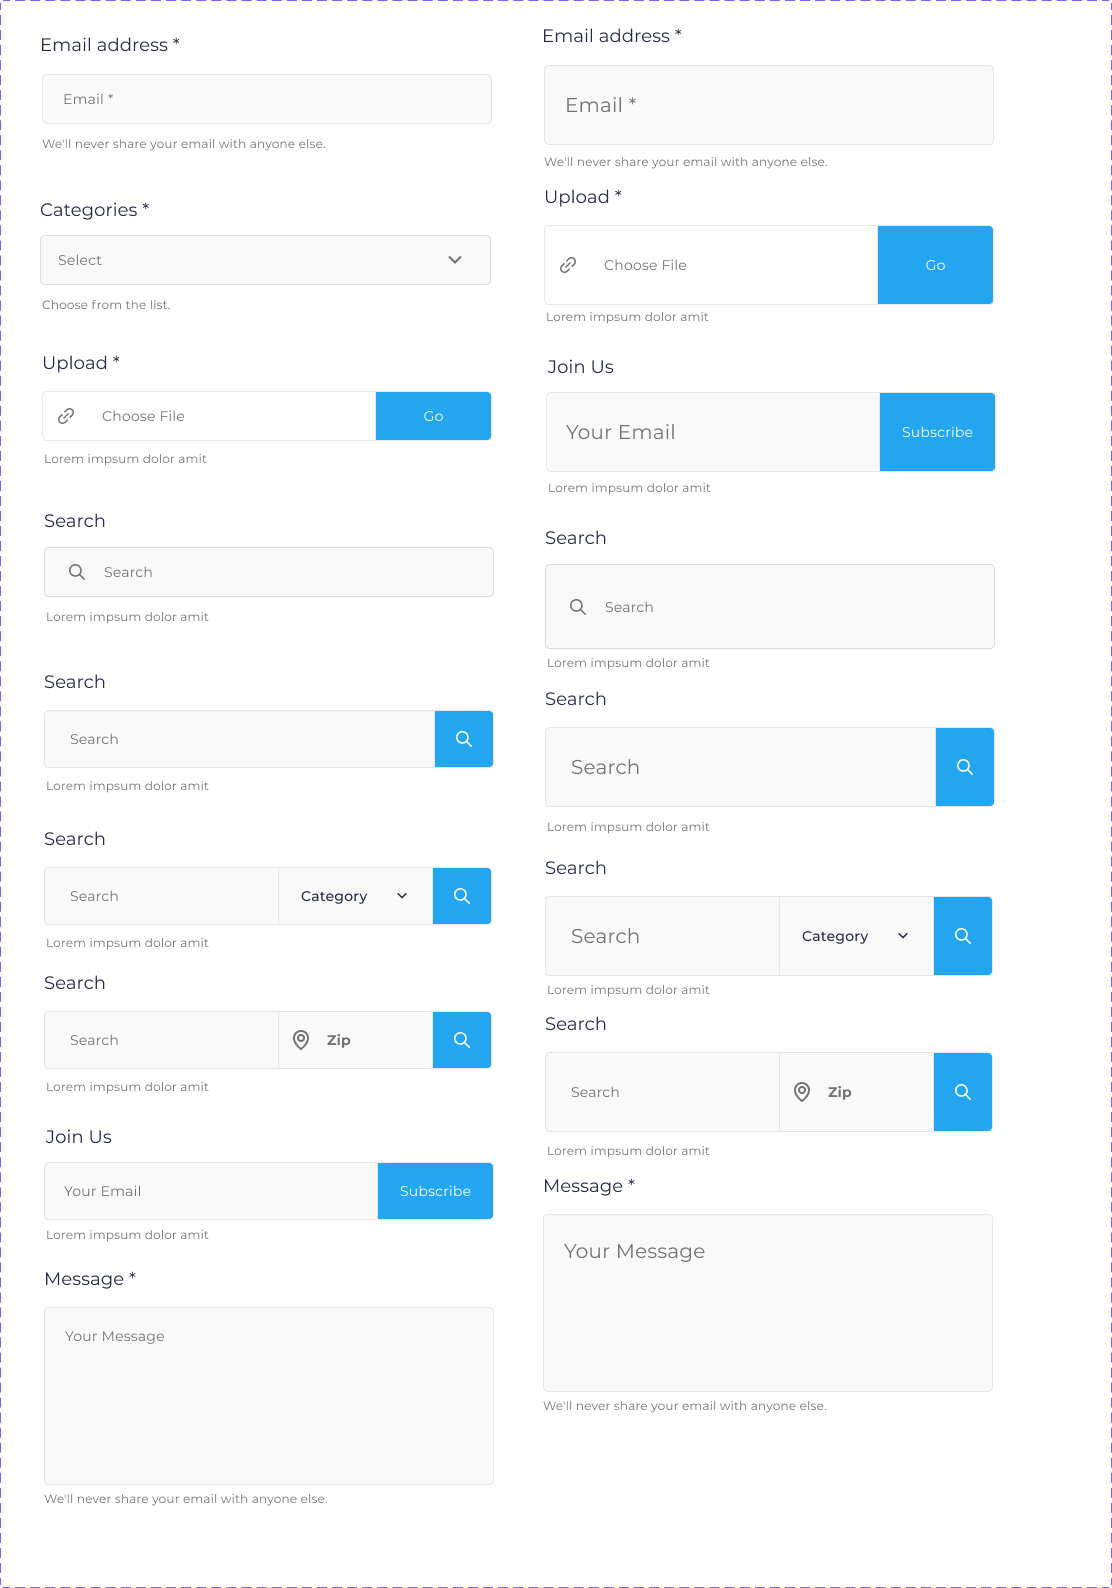 Email address *
Email *
We'll never share your email with anyone else.
Categories *
Select
Choose from the list.
Upload *
Choose File
Go
Lorem impsum dolor amit
Search
Search
Lorem impsum dolor amit
Search
Search
Lorem impsum dolor amit
Search
Search
Category
Lorem impsum dolor amit
Search
Search
Zip
Lorem impsum dolor amit
Join Us
Your Email
Subscribe
Lorem impsum dolor amit
Message *
Your Message
We'll never share your email with anyone else.
Email address *
Email *
We'll never share your email with anyone else.
Upload *
Choose File
Go
Lorem impsum dolor amit
Join Us
Your Email
Subscribe
Lorem impsum dolor amit
Search
Search
Lorem impsum dolor amit
Search
Search
Lorem impsum dolor amit
Search
Search
Category
Lorem impsum dolor amit
Search
Search
Zip
Lorem impsum dolor amit
Message *
Your Message
We'll never share your email with anyone else.